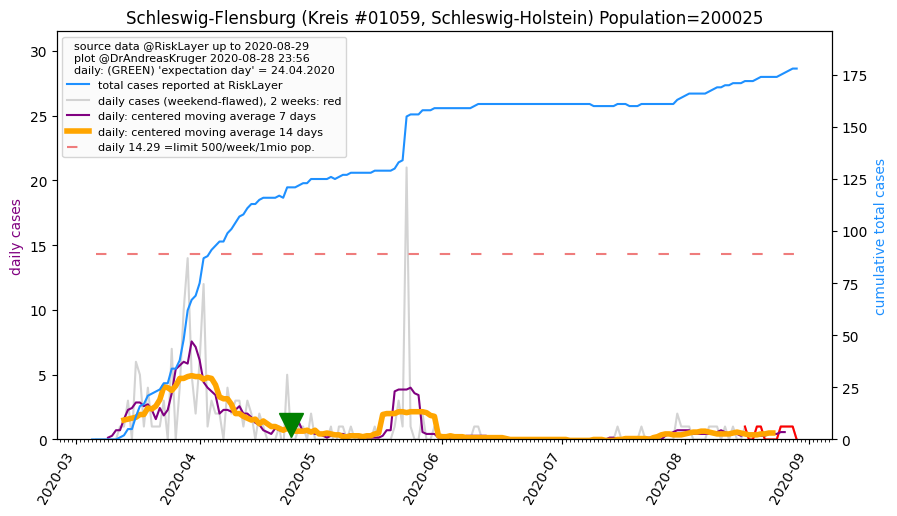 Schleswig-Flensburg (Kreis #01059, Schleswig-Holstein) Population=200025
source data @RiskLayer up to 2020-08-29
plot @DrAndreasKruger 2020-08-28 23:56
daily: (GREEN) 'expectation day' = 24.04.2020
total cases reported at RiskLayer
daily cases (weekend-flawed), 2 weeks: red
daily: centered moving average 7 days
daily: centered moving average 14 days
daily 14.29 =limit 500/week/1mio pop.
daily cases
30
25
20
15
10
5
0
cumulative total cases
175
150
125
100
75
50
25
0
2020-03
2020-04
2020-05
2020-06
2020-07
2020-08
2020-09